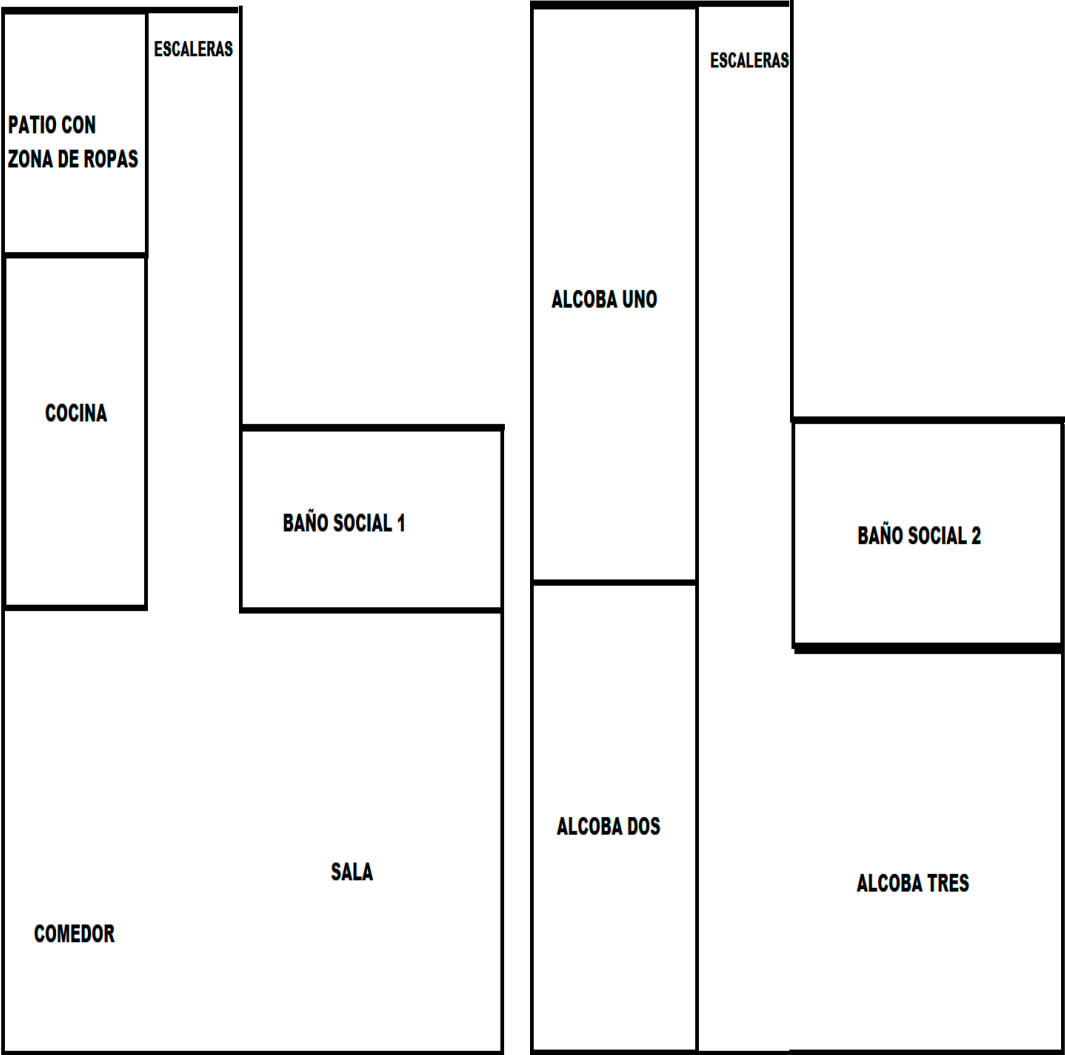 ESCALERAS
PATIO CON
ZONA DE ROPAS
COCINA
BAÑO SOCIAL 1
SALA
COMEDOR
ESCALERAS
ALCOBA UNO
BAÑO SOCIAL 2
ALCOBA DOS
ALCOBA TRES